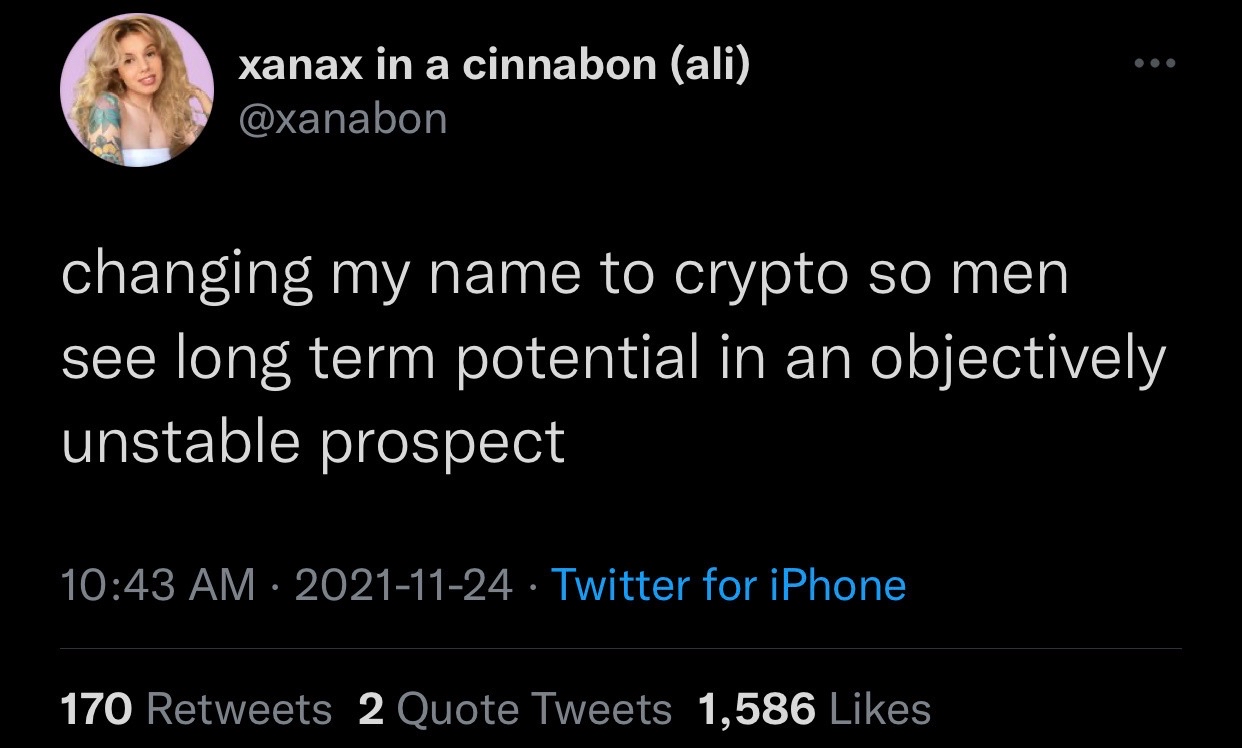 xanax in a cinnabon (ali)
@xanabon
changing my name to crypto so men
see long term potential in an objectively
unstable prospect
10:43 AM · 2021-11-24 · Twitter for iPhone
170 Retweets 2 Quote Tweets 1,586 Likes